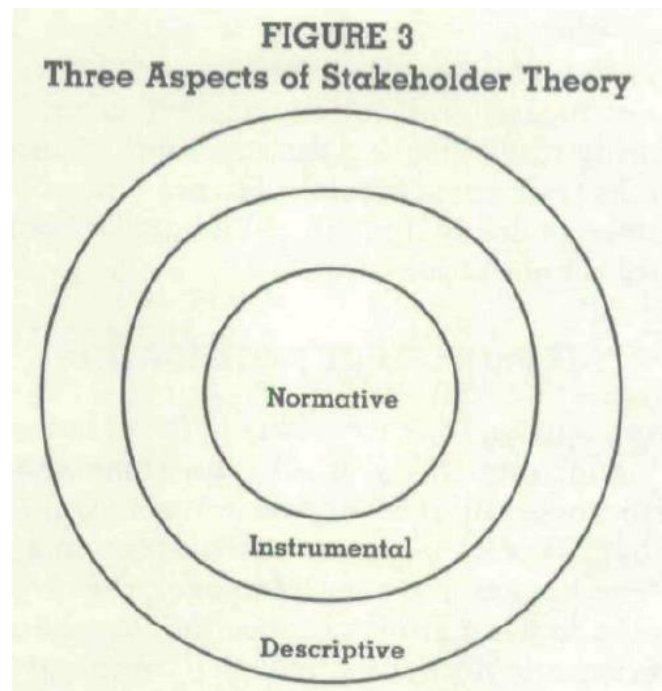 FIGURE 3
Three Aspects of Stakeholder Theory
Normative
Instrumental
Descriptive